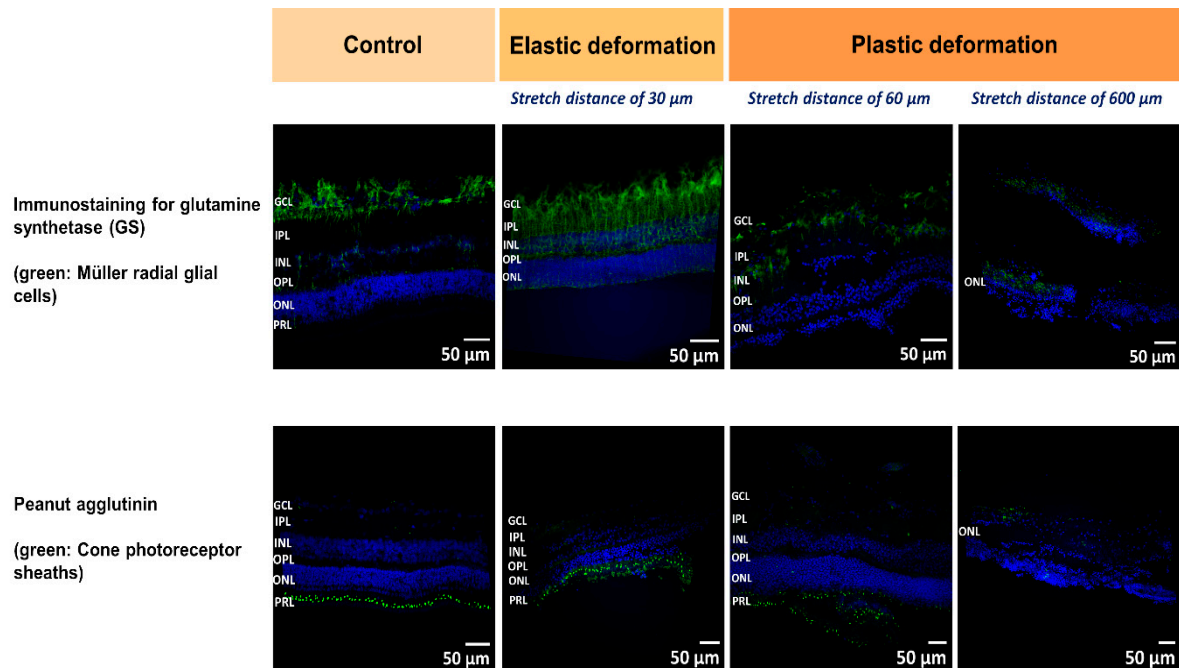 Control
Elastic deformation
Plastic deformation
Stretch distance of 30 µm
Stretch distance of 60 µm
Stretch distance of 600 µm
Immunostaining for glutamine
synthetase (GS)
(green: Müller radial glial
cells)
GCL
IPL
INL
OPL
ONL
PRL
50 µm
GCL
IPL
INL
OPL
ONL
50 µm
GCL
IPL
INL
OPL
ONL
50 µm
ONL
50 µm
Peanut agglutinin
(green: Cone photoreceptor
sheaths)
GCL
IPL
INL
OPL
ONL
PRL
50 µm
GCL
IPL
INL
OPL
ONL
PRL
50 µm
GCL
IPL
INL
OPL
ONL
PRL
50 µm
ONL
50 µm